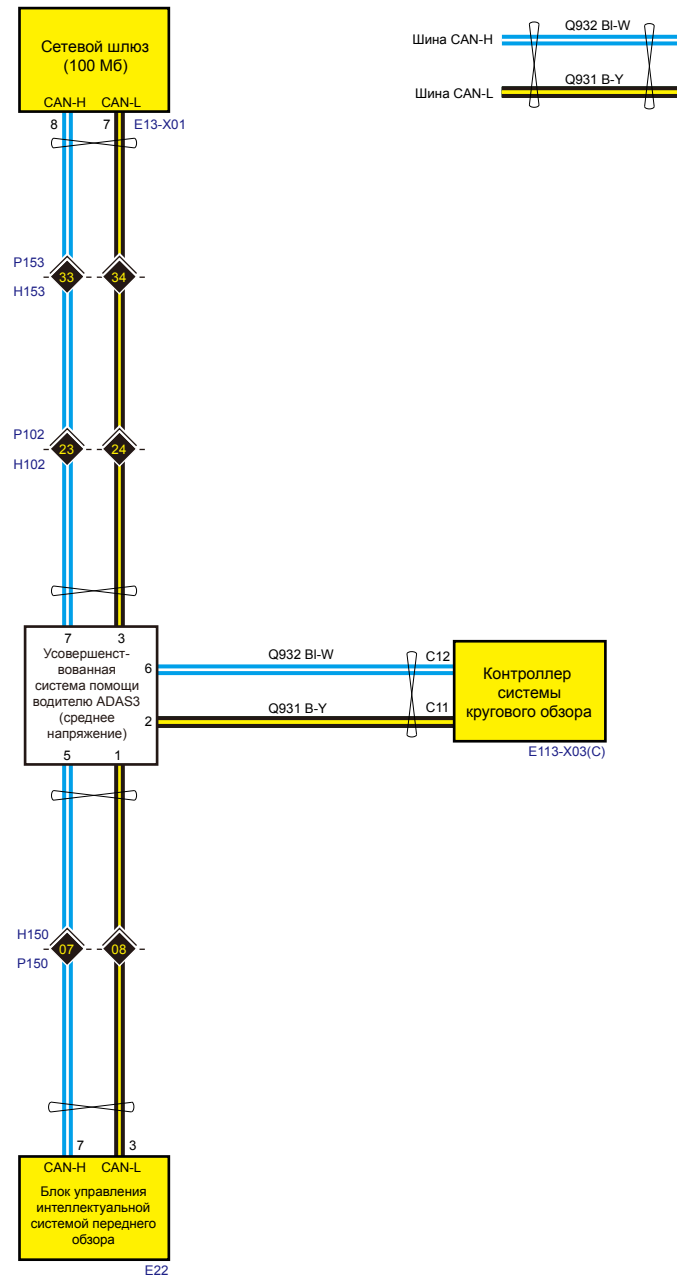 Сетевой шлюз
(100 Мб)
CAN-H CAN-L
8 7 E13-X01
Шина CAN-H
Q932 Bl-W
Шина CAN-L
Q931 B-Y
P153
33 34
H153
P102
23 24
H102
7 3
Усовершенст-
вованная
система помощи
водителю ADAS3
(среднее
напряжение)
6
2
5 1
Q932 Bl-W
C12
Q931 B-Y
C11
Контроллер
системы
кругового обзора
E113-X03(C)
H150
07 08
P150
7 3
CAN-H CAN-L
Блок управления
интеллектуальной
системой переднего
обзора
E22